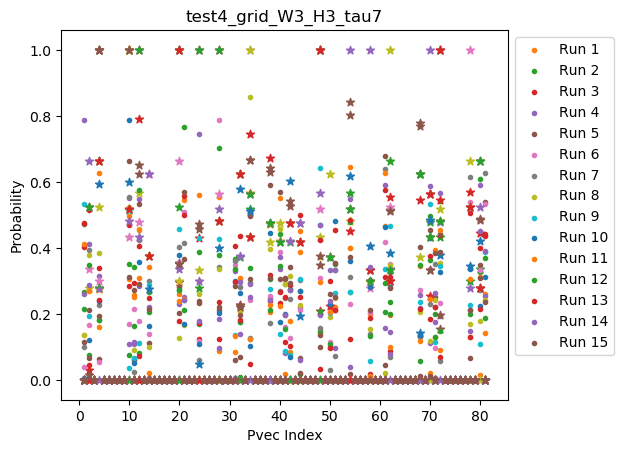 test4_grid_W3_H3_tau7
Probability
1.0
0.8
0.6
0.4
0.2
0.0
0 10 20 30 40 50 60 70 80
Pvec Index
Run 1
Run 2
Run 3
Run 4
Run 5
Run 6
Run 7
Run 8
Run 9
Run 10
Run 11
Run 12
Run 13
Run 14
Run 15